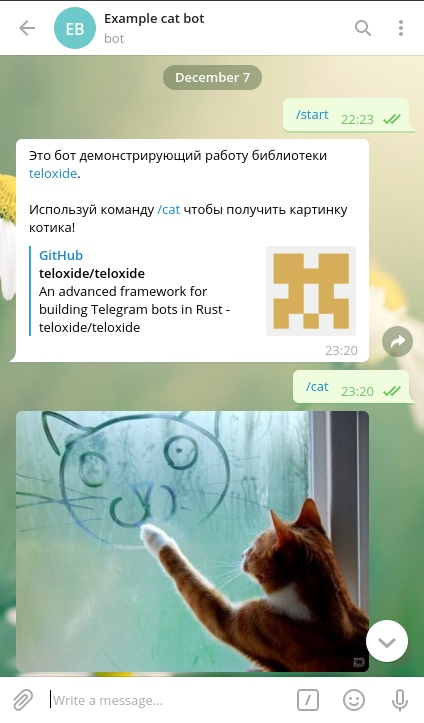 Example cat bot
EB
bot
December 7
/start 22:23
Это бот демонстрирующий работу библиотеки
teloxide.
Используй команду /cat чтобы получить картинку
котика!
GitHub
teloxide/teloxide
An advanced framework for
building Telegram bots in Rust -
teloxide/teloxide
23:20
/cat 23:20
Write a message...